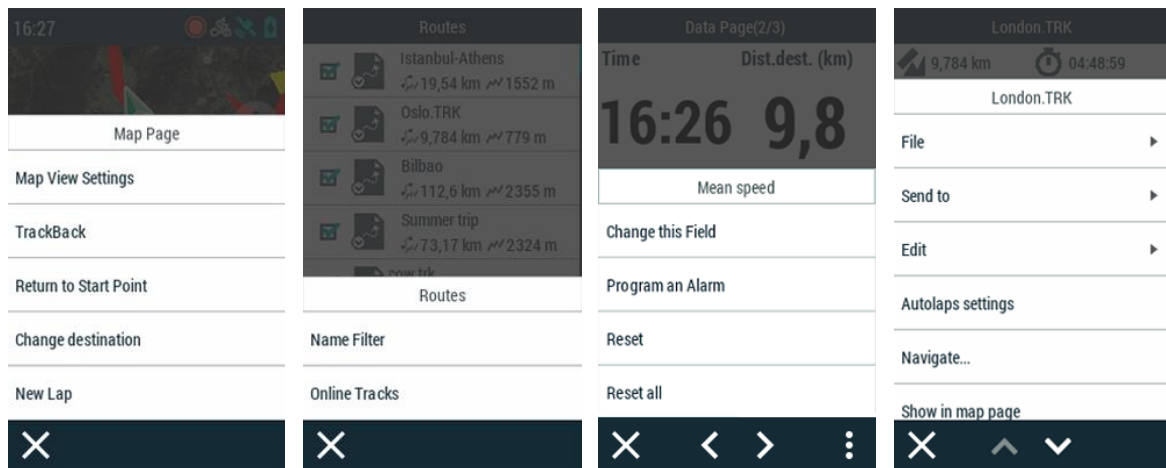 16:27
Map Page
Map View Settings
TrackBack
Return to Start Point
Change destination
New Lap
Routes
Istanbul-Athens
19,54 km 1552 m
Oslo.TRK
9,784 km 779 m
Bilbao
112,6 km 2355 m
Summer trip
73,17 km 2324 m
cow.trk
Routes
Name Filter
Online Tracks
Data Page(2/3)
Time Dist.dest. (km)
16:26 9,8
Mean speed
Change this Field
Program an Alarm
Reset
Reset all
London.TRK
9,784 km 04:48:59
London.TRK
File
Send to
Edit
Autolaps settings
Navigate...
Show in map page